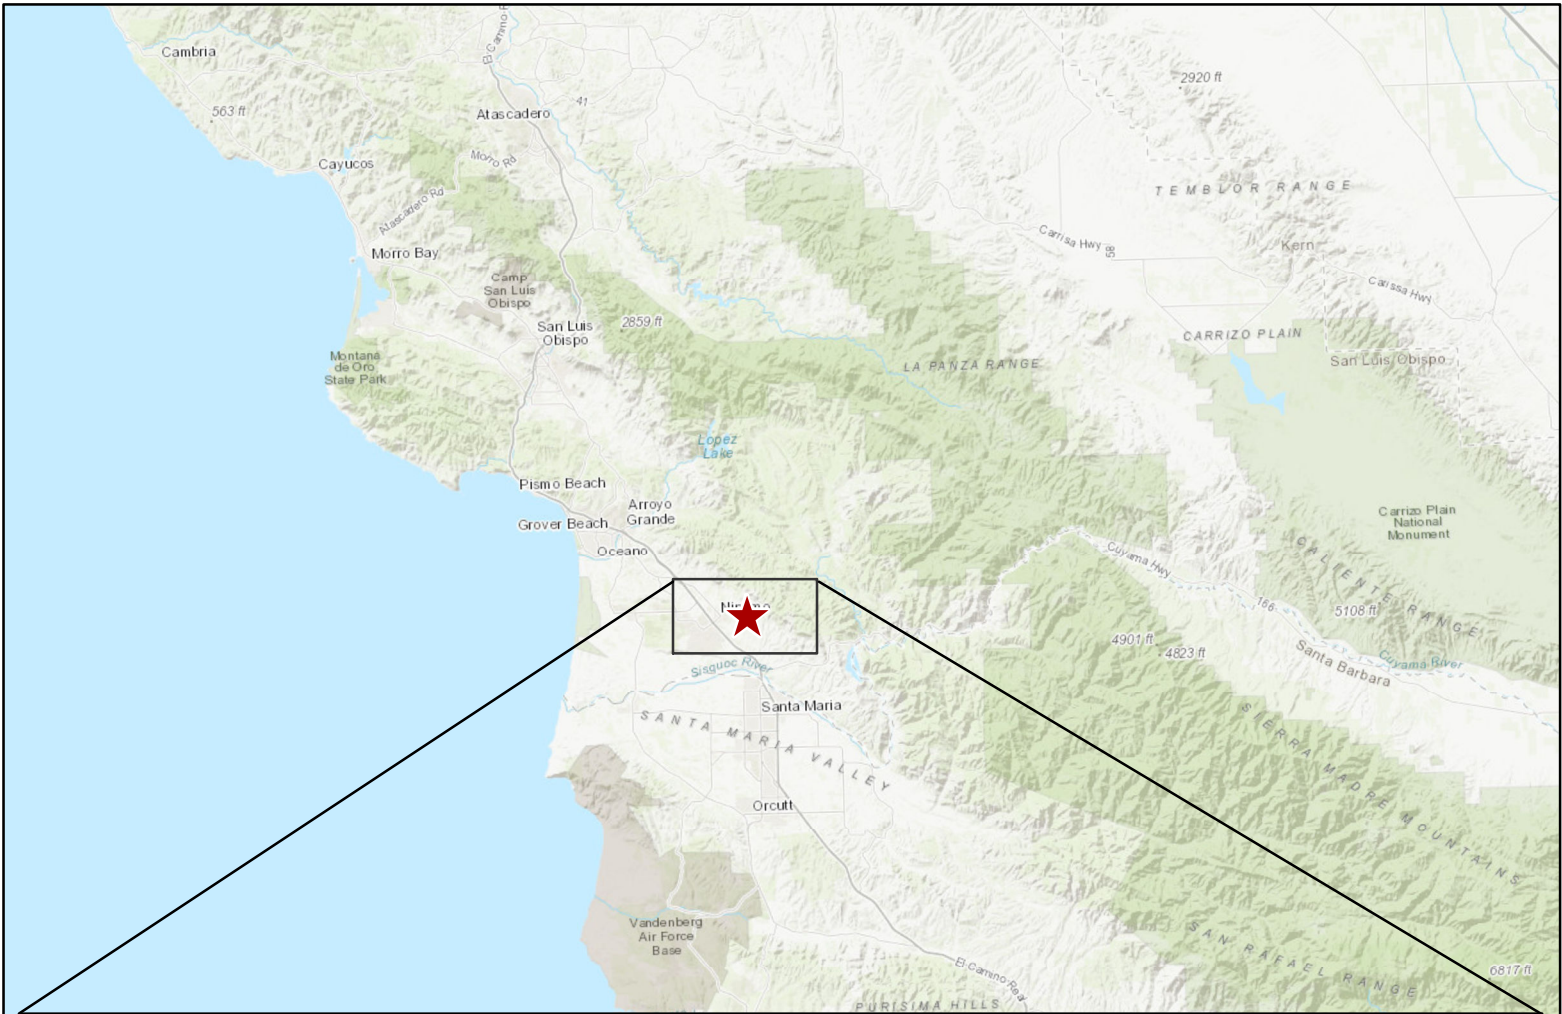 El Camino R
Cambria
2920 ft
563 ft
41
Atascadero
Morro Rd
Cayucos
TEMBLOR RANGE
Atascadero Rd
Carrisa Hwy
58
Kern
Morro Bay
Camp
San Luis
Obispo
Carissa Hwy
San Luis
Obispo
2859 ft
CARRIZO PLAIN
San Luis Obispo
Montana
de Oro
State Park
LA PANZA RANGE
Lopez
Lake
Pismo Beach
Arroyo
Grande
Grover Beach
Carrizo Plain
National
Monument
Oceano
Cuyama Hwy
CALIENTE RANGE
166
5108 ft
4901 ft
4823 ft
Santa Barbara
Cuyama River
Sisquoc River
Santa Maria
SANTA MARIA VALLEY
SIERRA MADRE MOUNTAINS
Orcutt
Vandenberg
Air Force
Base
SAN RAFAEL RANGE
El Camino Real
6817 ft
PURISIMA HILLS